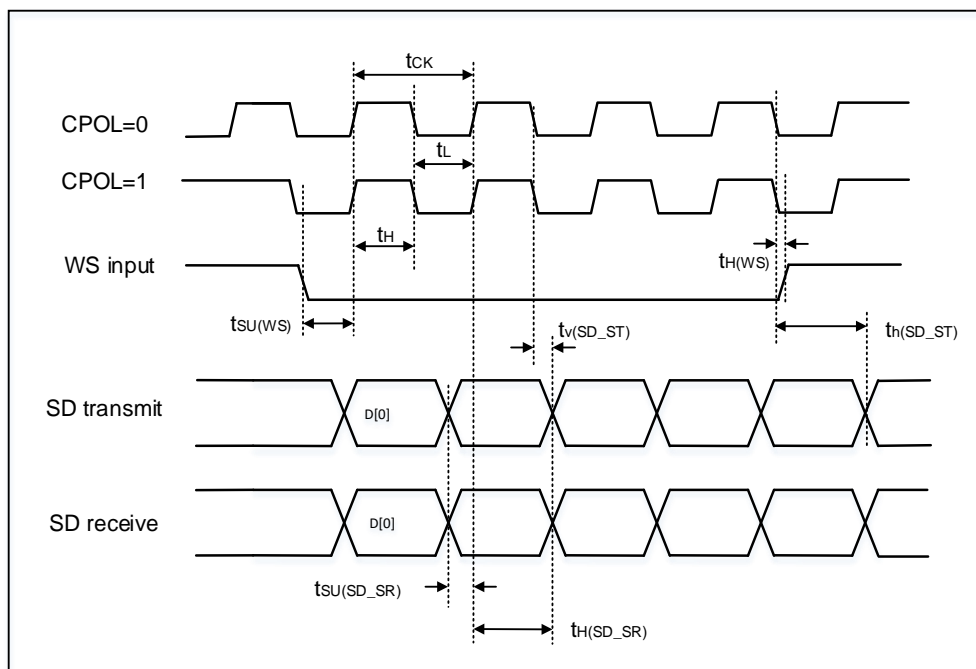 tCK
CPOL=0
tL
CPOL=1
tH
WS input
tH(WS)
tSU(WS)
tv(SD_ST)
th(SD_ST)
SD transmit
D[0]
SD receive
D[0]
tSU(SD_SR)
tH(SD_SR)